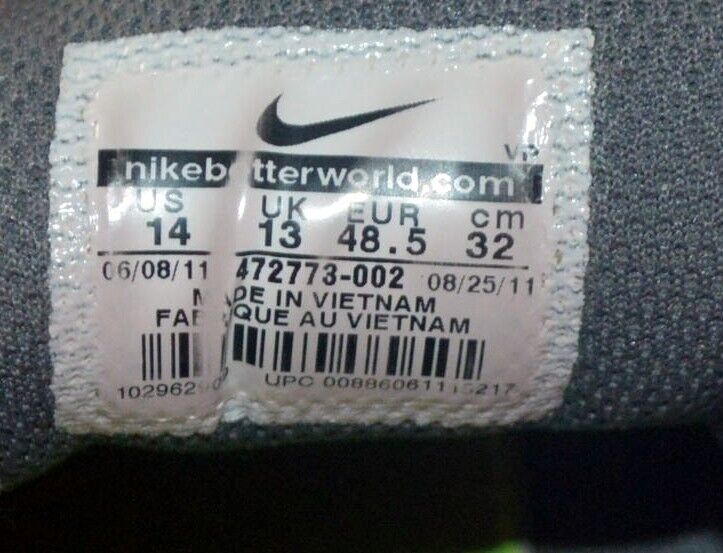 nikebetterworld.com
US UK EUR cm
14 13 48.5 32
06/08/11 472773-002 08/25/11
MADE IN VIETNAM
FABRIQUE AU VIETNAM
UPC